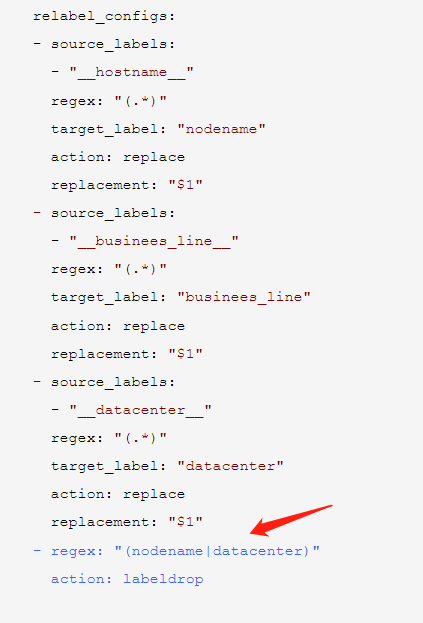 relabel_configs:
- source_labels:
  - "__hostname__"
  regex: "(.*)"
  target_label: "nodename"
  action: replace
  replacement: "$1"
- source_labels:
  - "__businees_line__"
  regex: "(.*)"
  target_label: "businees_line"
  action: replace
  replacement: "$1"
- source_labels:
  - "__datacenter__"
  regex: "(.*)"
  target_label: "datacenter"
  action: replace
  replacement: "$1"
- regex: "(nodename|datacenter)"
  action: labeldrop